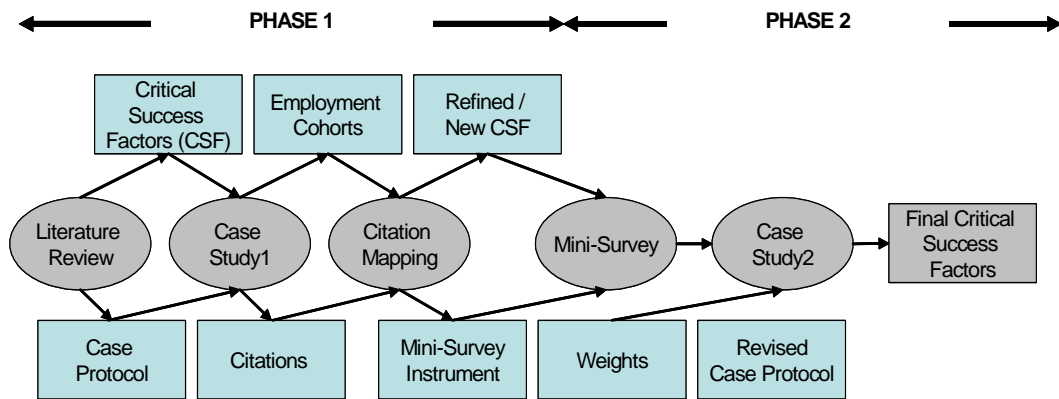 PHASE 1
PHASE 2
Critical
Success
Factors (CSF)
Employment
Cohorts
Refined /
New CSF
Literature
Review
Case
Study1
Citation
Mapping
Mini-Survey
Case
Study2
Final Critical
Success
Factors
Case
Protocol
Citations
Mini-Survey
Instrument
Weights
Revised
Case Protocol